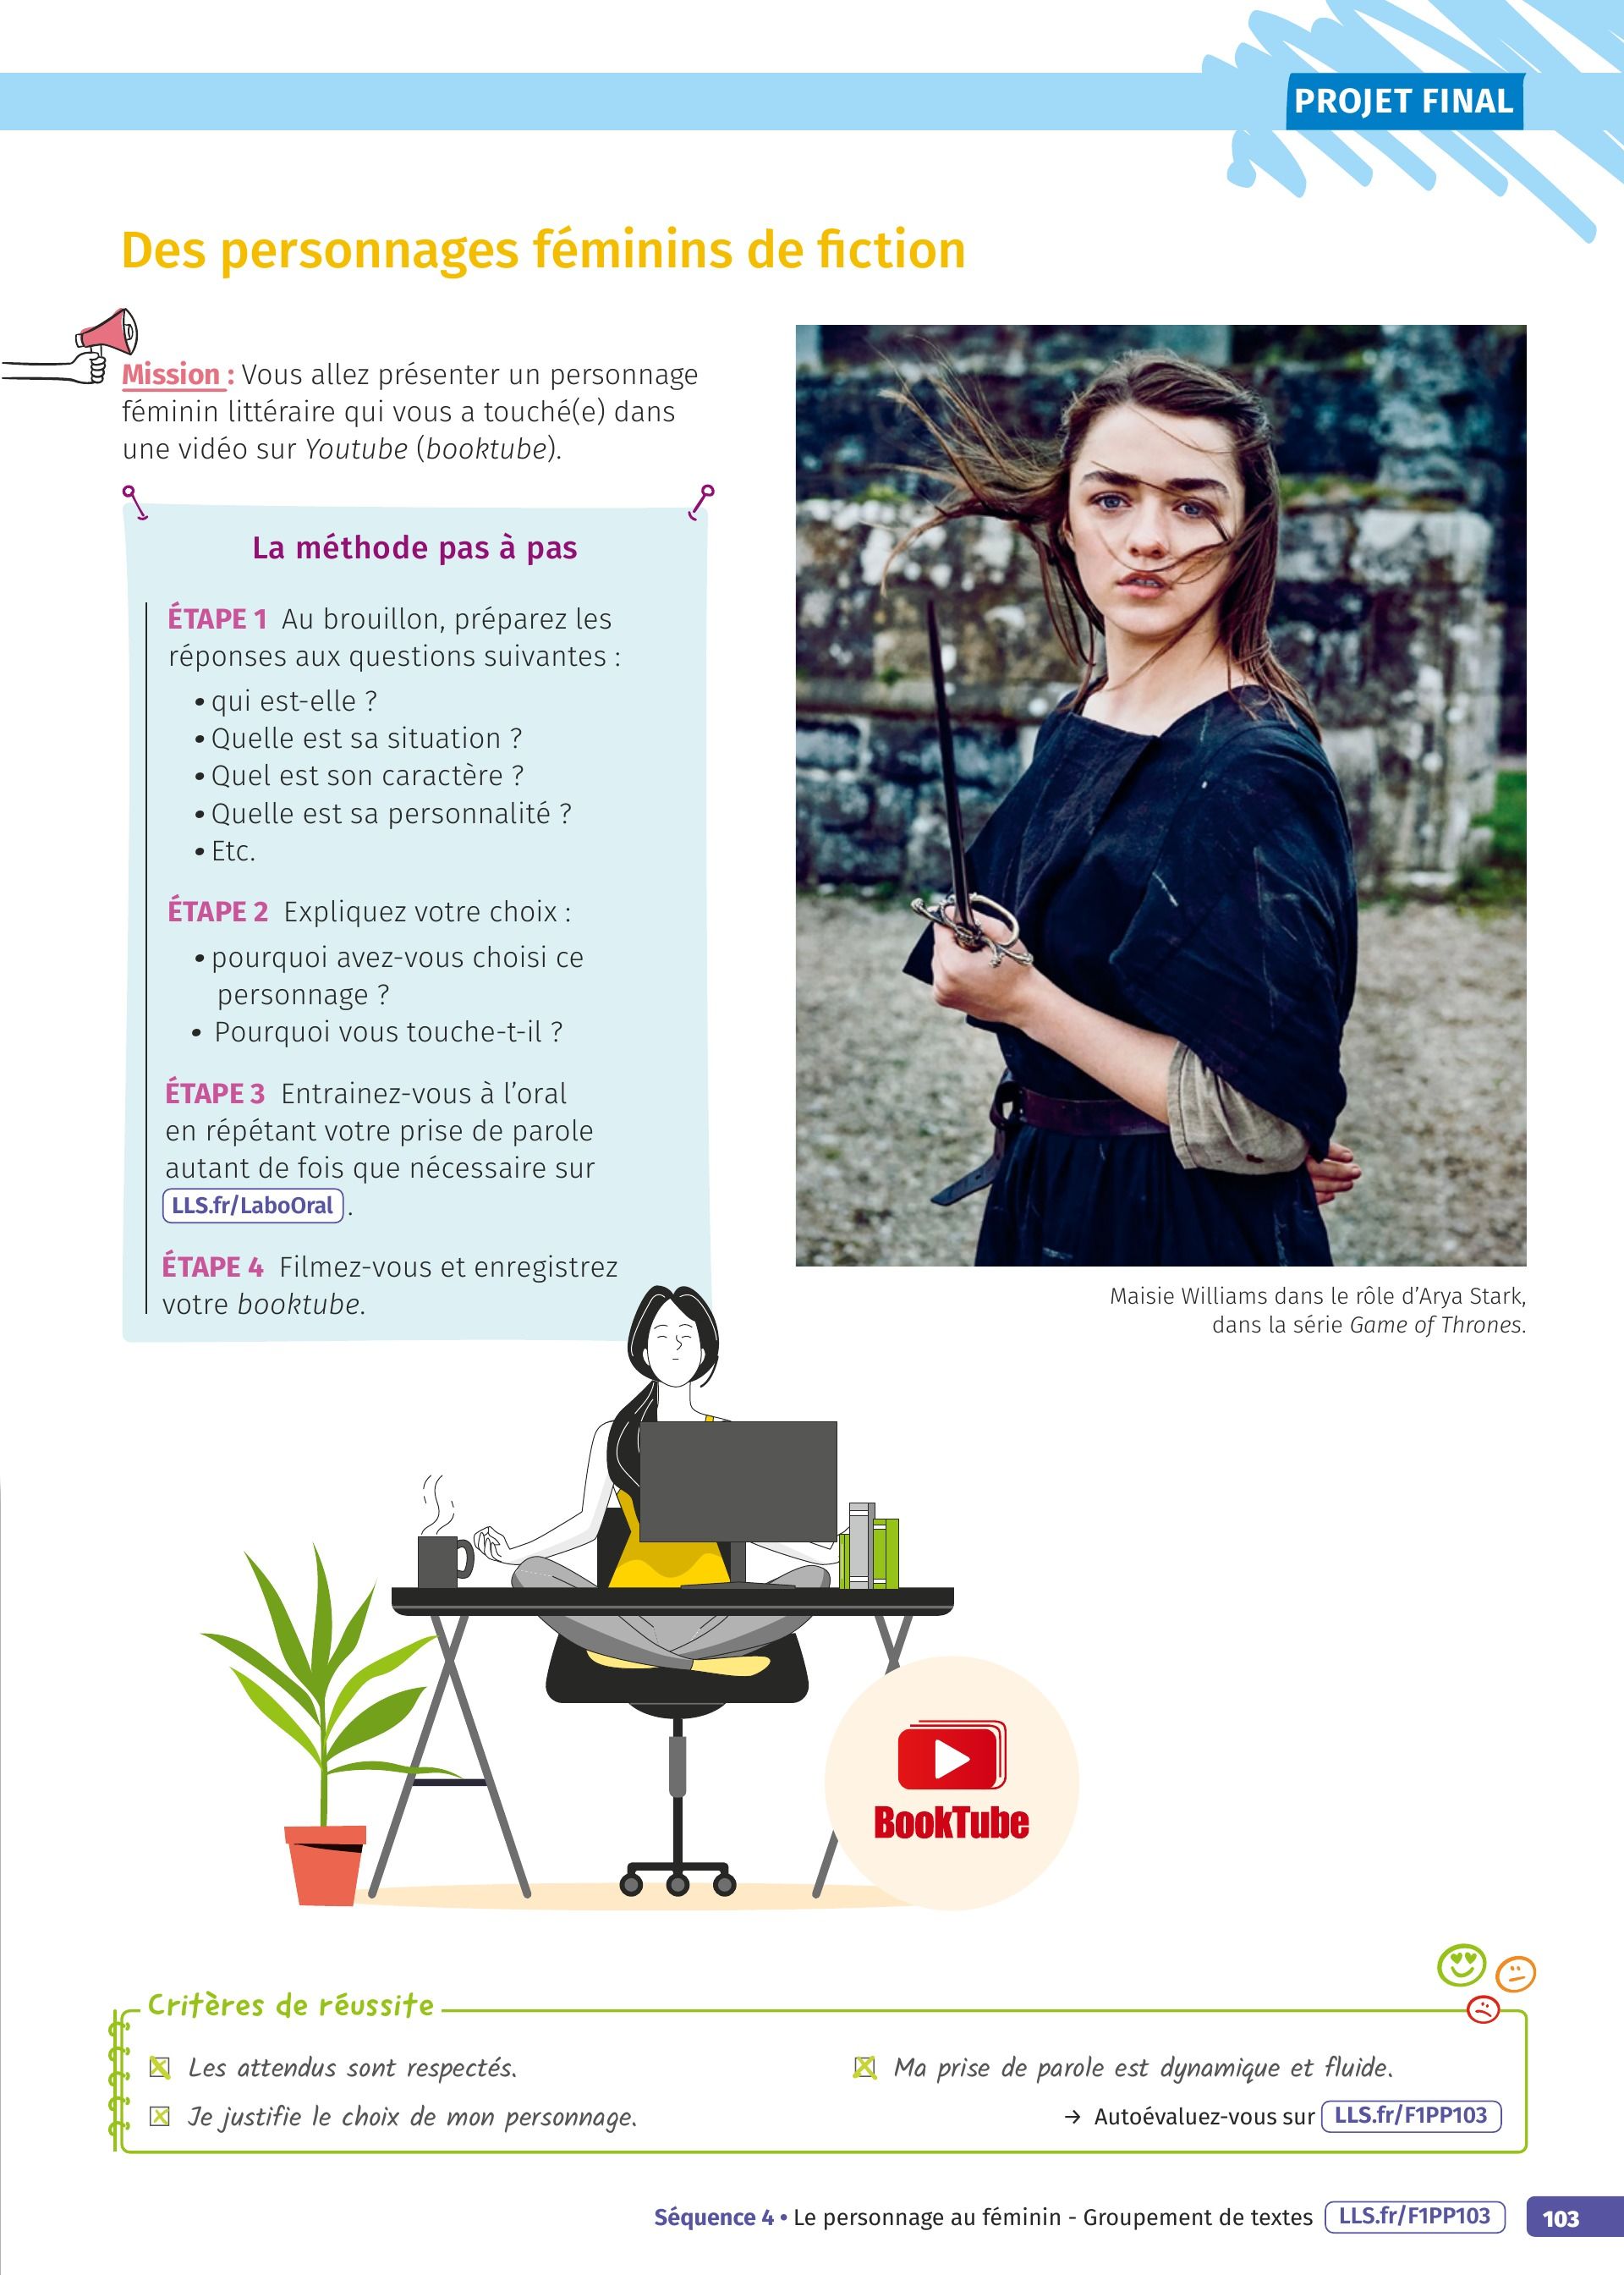 PROJET FINAL
Des personnages féminins de fiction
Mission : Vous allez présenter un personnage
féminin littéraire qui vous a touché(e) dans
une vidéo sur Youtube (booktube).
La méthode pas à pas
ÉTAPE 1 Au brouillon, préparez les
réponses aux questions suivantes :
• qui est-elle ?
• Quelle est sa situation ?
• Quel est son caractère ?
• Quelle est sa personnalité ?
• Etc.
ÉTAPE 2 Expliquez votre choix :
• pourquoi avez-vous choisi ce
personnage ?
• Pourquoi vous touche-t-il ?
ÉTAPE 3 Entrainez-vous à l’oral
en répétant votre prise de parole
autant de fois que nécessaire sur
LLS.fr/LaboOral .
ÉTAPE 4 Filmez-vous et enregistrez
votre booktube.
Maisie Williams dans le rôle d’Arya Stark,
dans la série Game of Thrones.
BookTube
Critères de réussite
Les attendus sont respectés.
Je justifie le choix de mon personnage.
Ma prise de parole est dynamique et fluide.
→ Autoévaluez-vous sur LLS.fr/F1PP103
Séquence 4 • Le personnage au féminin - Groupement de textes LLS.fr/F1PP103 103